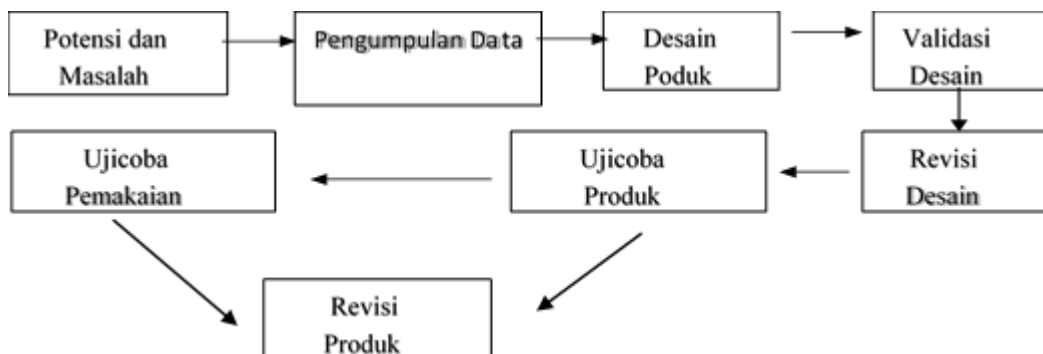 Potensi dan
Masalah
Pengumpulan Data
Desain
Poduk
Validasi
Desain
Ujicoba
Pemakaian
Ujicoba
Produk
Revisi
Desain
Revisi
Produk